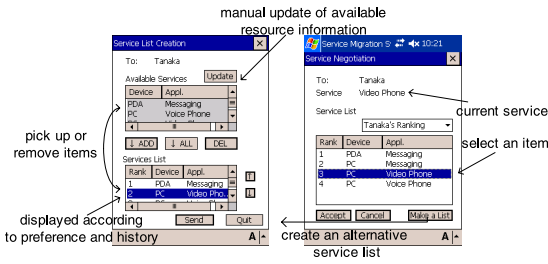 manual update of available
resource information
Service List Creation
To: Tanaka
Available Services Update
Device Appl.
PDA Messaging
PC Voice Phone
↓ ADD ↓ ALL DEL
Services List
Rank Device Appl.
1 PDA Messaging
2 PC Video Pho.
Send Quit
A
pick up or
remove items
displayed according
to preference and history
Service Migration S 10:21
Service Negotiation
To: Tanaka
Service Video Phone
Service List
Tanaka's Ranking
Rank Device Appl.
1 PDA Messaging
2 PC Messaging
3 PC Video Phone
4 PC Voice Phone
Accept Cancel Make a List
A
current service
select an item
create an alternative
service list